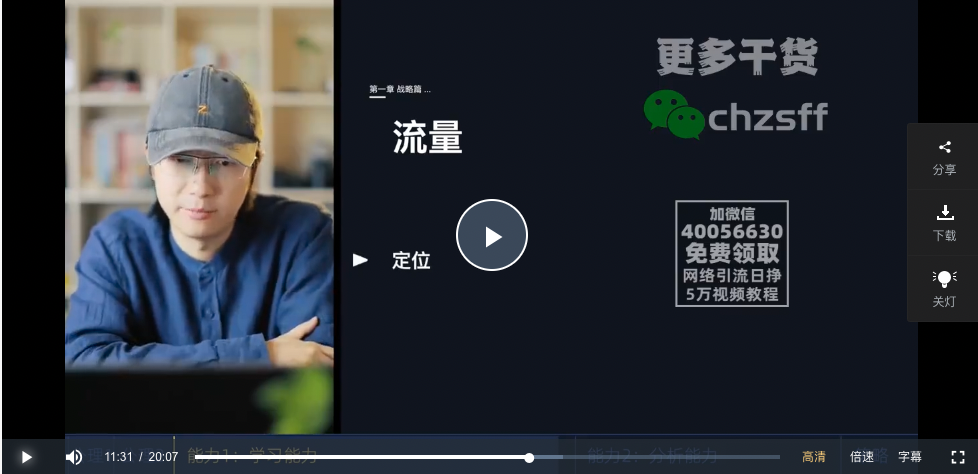 第一章 战略篇 ...
流量
定位
更多干货
chzsff
加微信
40056630
免费领取
网络引流日挣
5万视频教程
分享
下载
关灯
能力1：学习能力
能力2：分析能力
11:31 / 20:07
高清
倍速
字幕